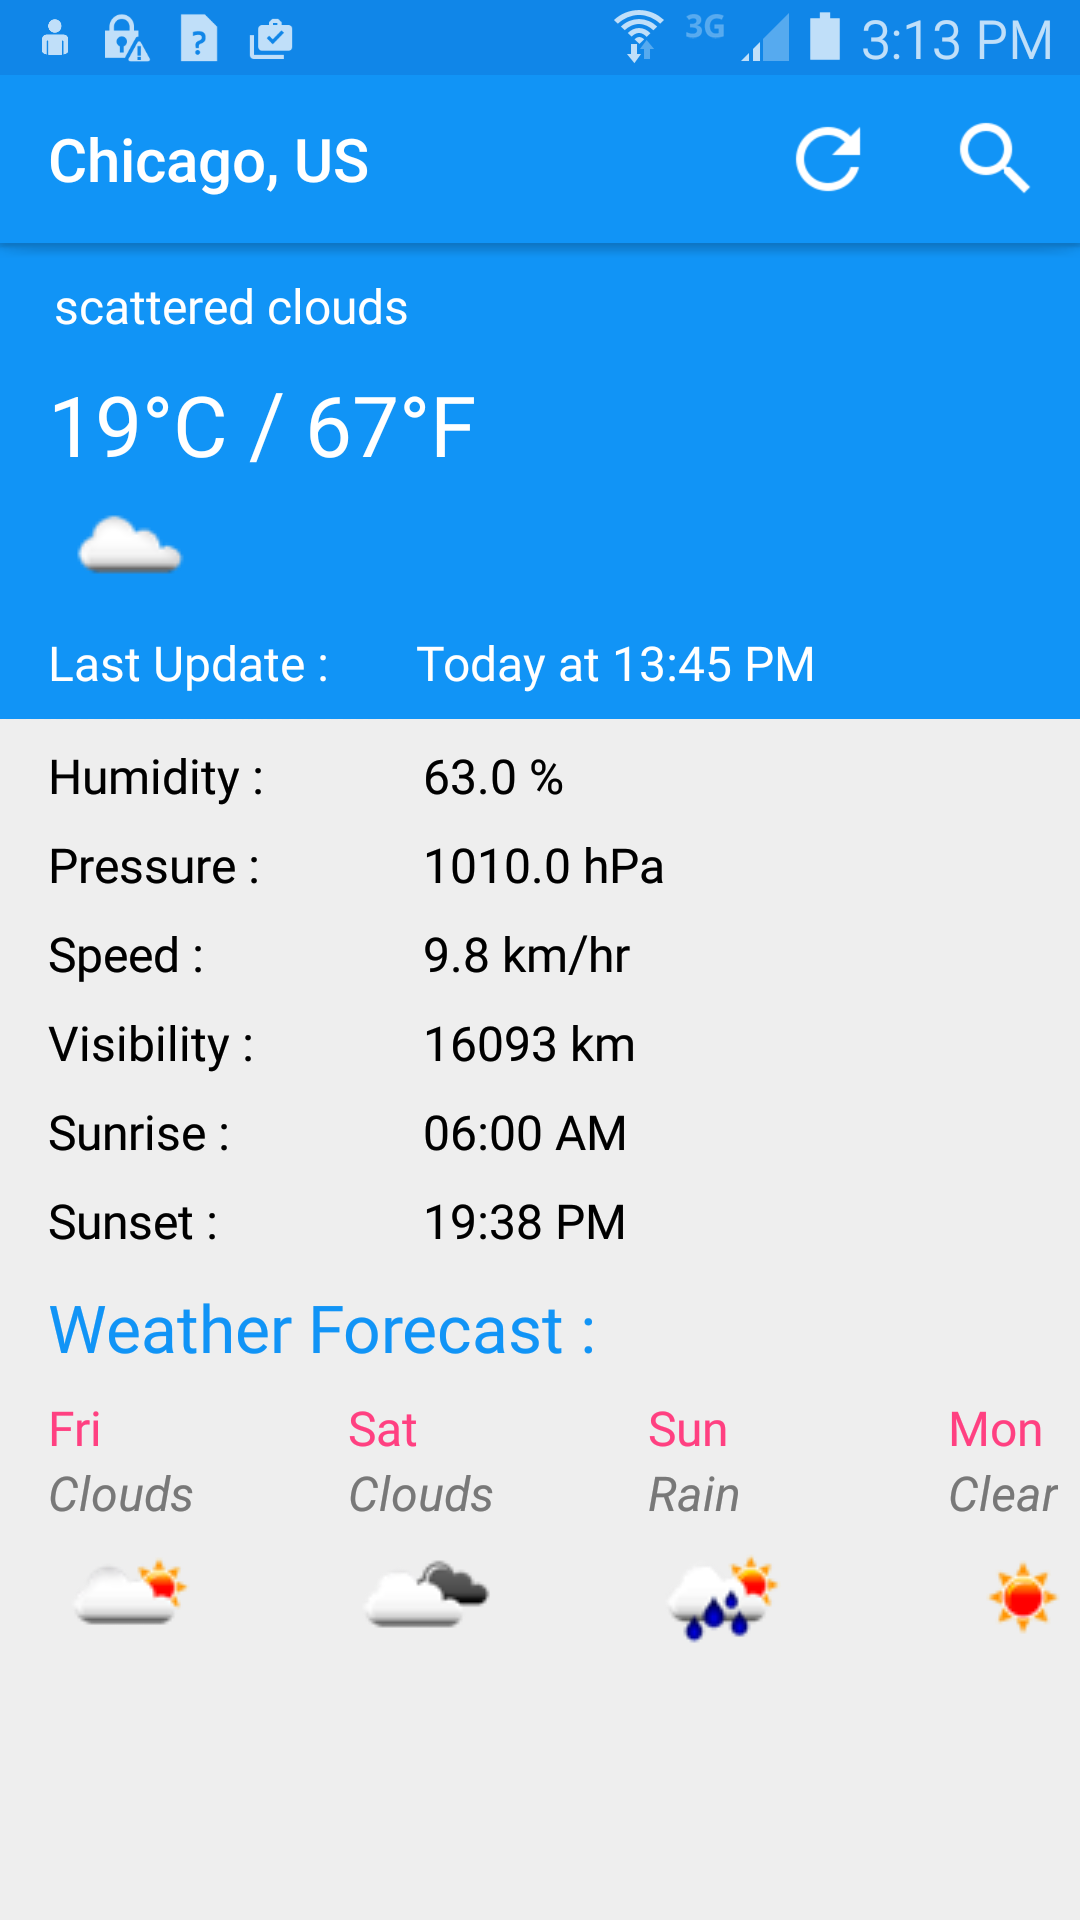 3G 3:13 PM
Chicago, US
scattered clouds
19°C / 67°F
Last Update : Today at 13:45 PM
Humidity : 63.0 %
Pressure : 1010.0 hPa
Speed : 9.8 km/hr
Visibility : 16093 km
Sunrise : 06:00 AM
Sunset : 19:38 PM
Weather Forecast :
Fri Sat Sun Mon
Clouds Clouds Rain Clear